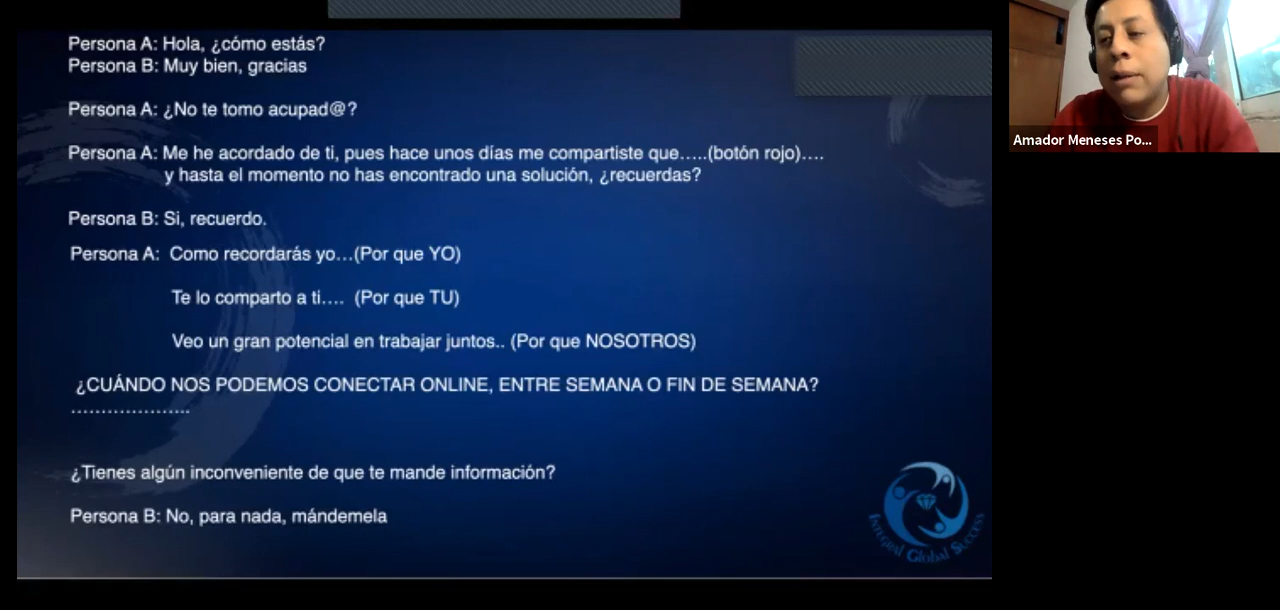 Persona A: Hola, ¿cómo estás?
Persona B: Muy bien, gracias
Persona A: ¿No te tomo acupad@?
Persona A: Me he acordado de ti, pues hace unos días me compartiste que…..(botón rojo)….
y hasta el momento no has encontrado una solución, ¿recuerdas?
Persona B: Si, recuerdo.
Persona A: Como recordarás yo…(Por que YO)
Te lo comparto a ti…. (Por que TU)
Veo un gran potencial en trabajar juntos.. (Por que NOSOTROS)
¿CUÁNDO NOS PODEMOS CONECTAR ONLINE, ENTRE SEMANA O FIN DE SEMANA?
………………..
¿Tienes algún inconveniente de que te mande información?
Persona B: No, para nada, mándemela
Integral Global Success
Amador Meneses Po...